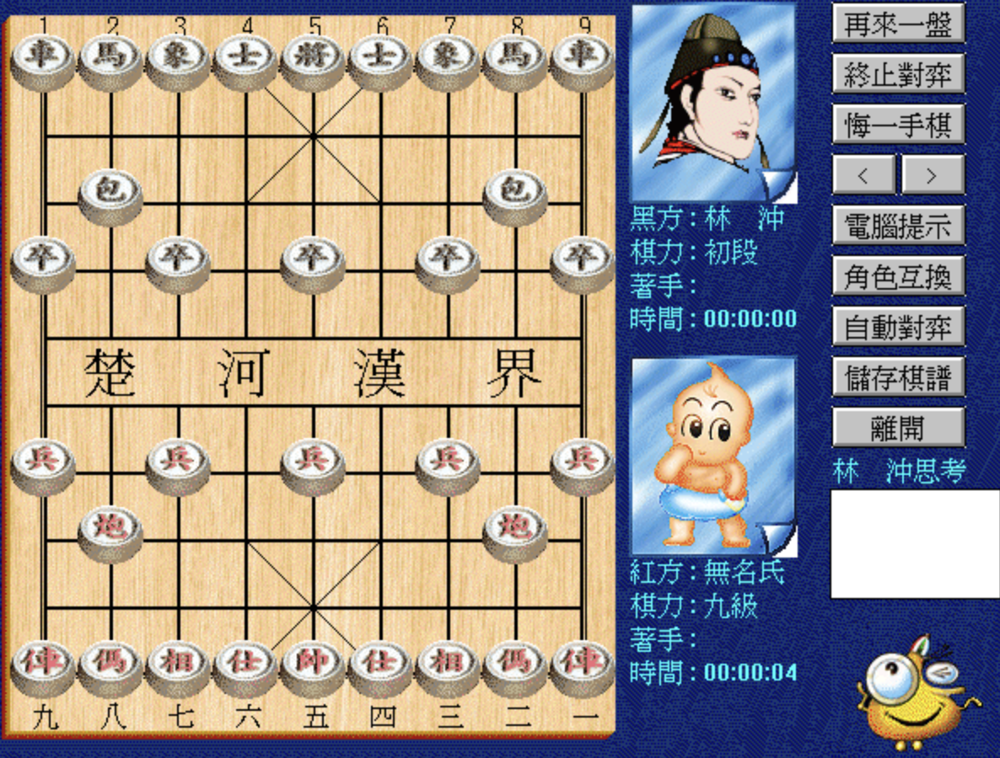 1 2 3 4 5 6 7 8 9
車 馬 象 士 將 士 象 馬 車
包 包
卒 卒 卒 卒 卒
楚 河 漢 界
兵 兵 兵 兵 兵
炮 炮
俥 傌 相 仕 帥 仕 相 傌 俥
九 八 七 六 五 四 三 二 一
黑方:林 沖
棋力:初段
著手:
時間:00:00:00
紅方:無名氏
棋力:九級
著手:
時間:00:00:04
再來一盤
終止對弈
悔一手棋
< >
電腦提示
角色互換
自動對弈
儲存棋譜
離開
林 沖思考